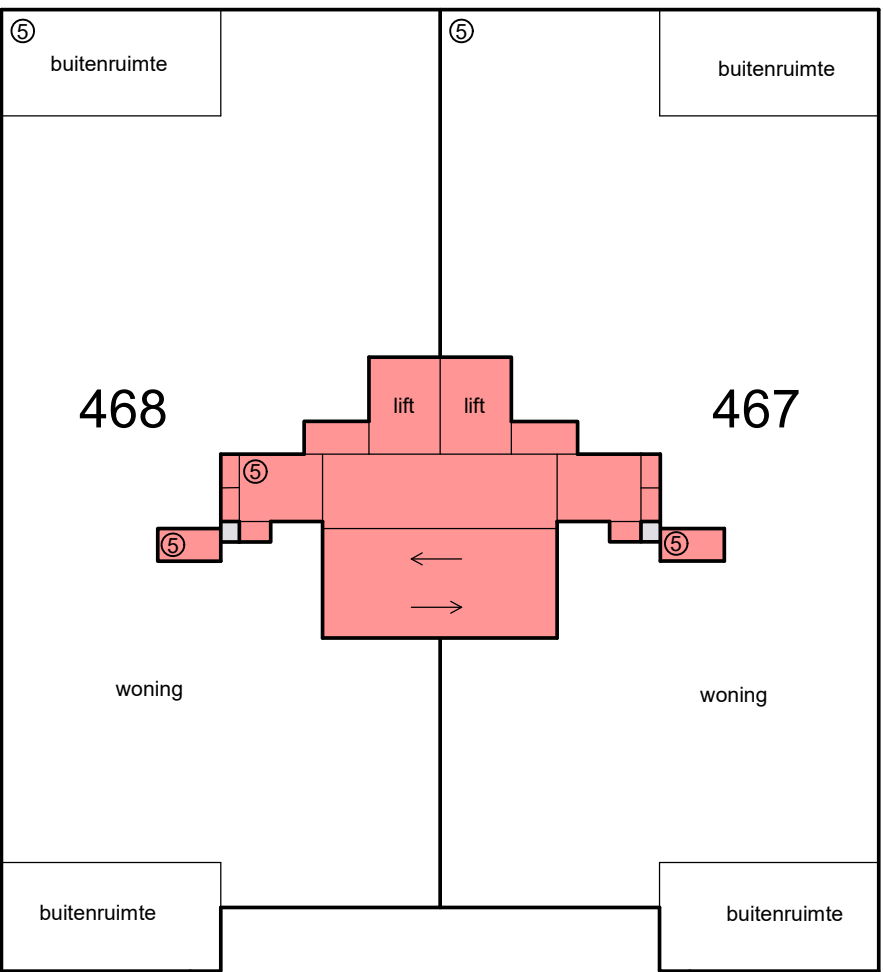 ⑤
⑤
buitenruimte
buitenruimte
lift
lift
468
467
⑤
⑤
⑤
woning
woning
buitenruimte
buitenruimte